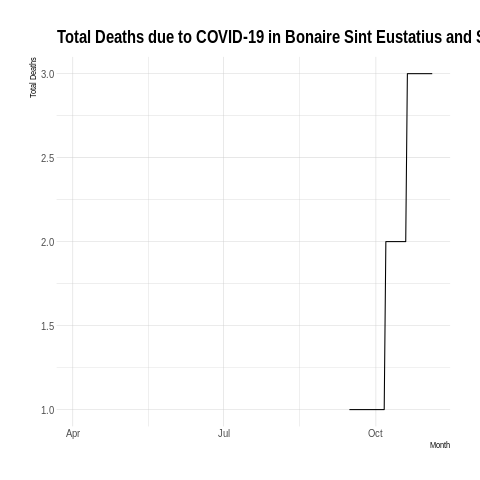 Total Deaths due to COVID-19 in Bonaire Sint Eustatius and S
Total Deaths
3.0
2.5
2.0
1.5
1.0
Apr
Jul
Oct
Month